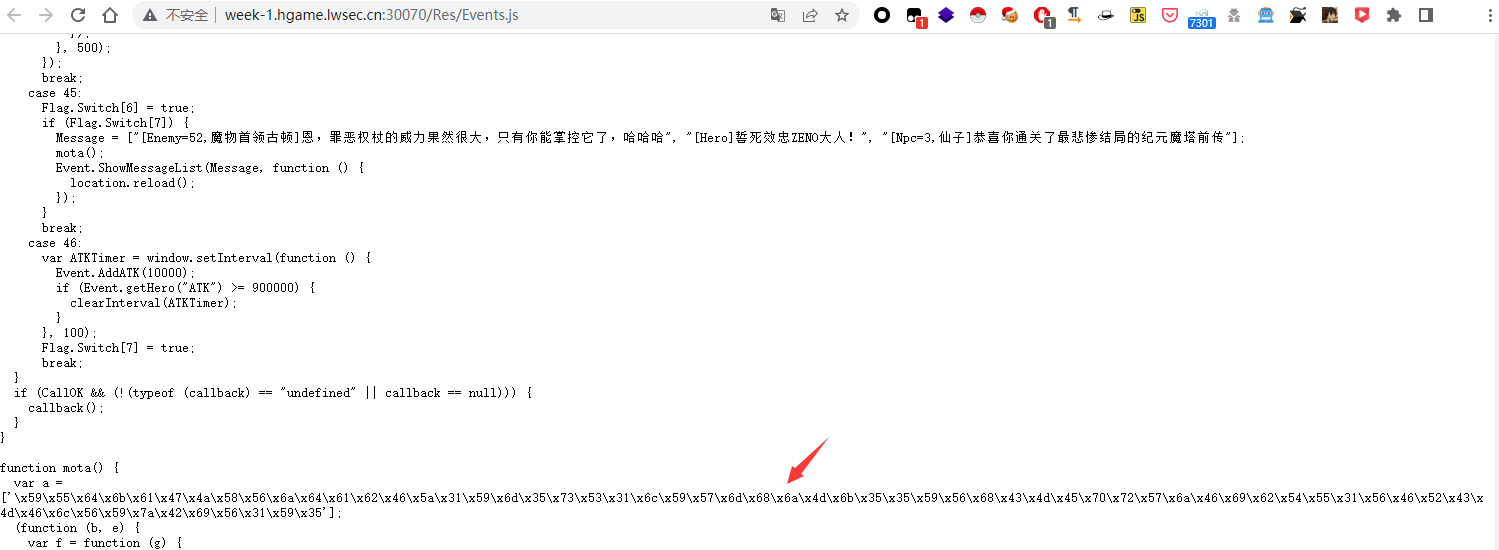 不安全 week-1.hgame.lwsec.cn:30070/Res/Events.js
1
1
7301
});
}, 500);
});
break;
case 45:
Flag.Switch[6] = true;
if (Flag.Switch[7]) {
Message = ["[Enemy=52,魔物首领古顿]恩，罪恶权杖的威力果然很大，只有你能掌控它了，哈哈哈", "[Hero]誓死效忠ZENO大人！", "[Npc=3,仙子]恭喜你通关了最悲惨结局的纪元魔塔前传"];
mota();
Event.ShowMessageList(Message, function () {
location.reload();
});
}
break;
case 46:
var ATKTimer = window.setInterval(function () {
Event.AddATK(10000);
if (Event.getHero("ATK") >= 900000) {
clearInterval(ATKTimer);
}
}, 100);
Flag.Switch[7] = true;
break;
}
if (CallOK && (!(typeof (callback) == "undefined" || callback == null))) {
callback();
}
}
function mota() {
var a =
['\x59\x55\x64\x6b\x61\x47\x4a\x58\x56\x6a\x64\x61\x62\x46\x5a\x31\x59\x6d\x35\x73\x53\x31\x6c\x59\x57\x6d\x68\x6a\x4d\x6b\x35\x35\x59\x56\x68\x43\x4d\x45\x70\x72\x57\x6a\x46\x69\x62\x54\x55\x31\x56\x46\x52\x43\x
4d\x46\x6c\x56\x59\x7a\x42\x69\x56\x31\x59\x35'];
(function (b, e) {
var f = function (g) {